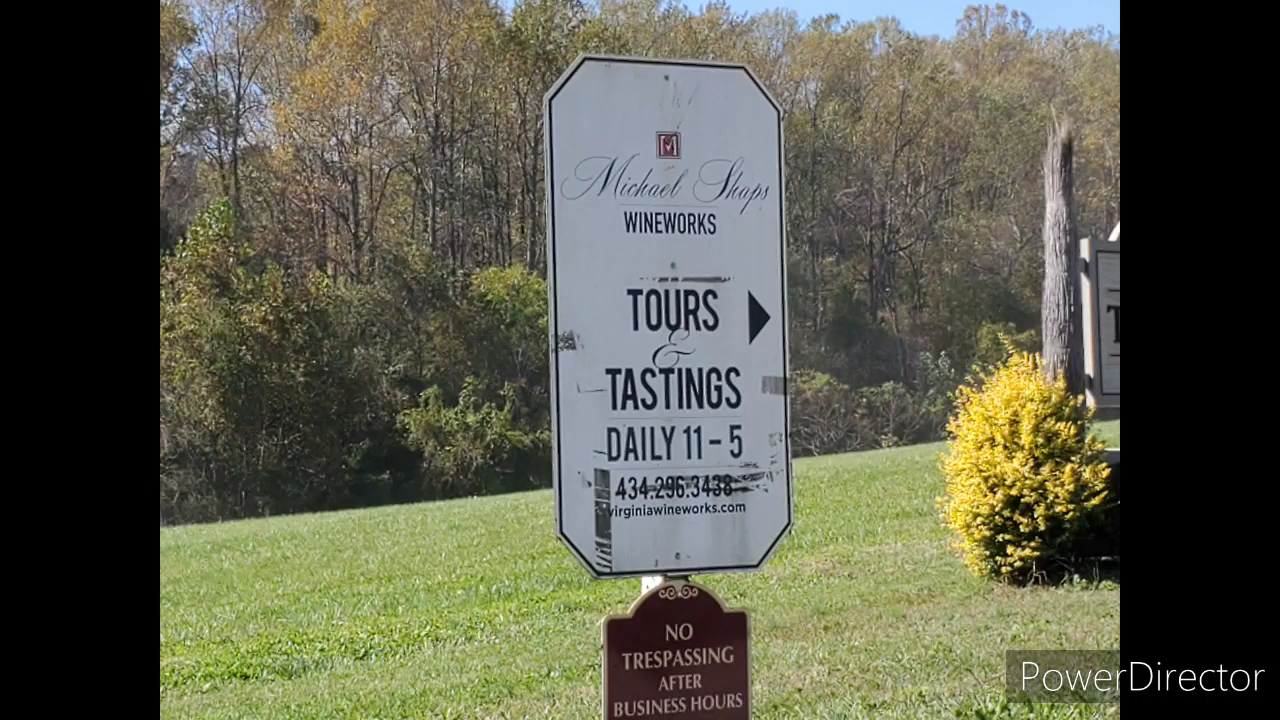 M
Michael Shaps
WINEWORKS
TOURS
&
TASTINGS
DAILY 11 - 5
434.296.3438
virginiawineworks.com
NO
TRESPASSING
AFTER
BUSINESS HOURS
T
PowerDirector